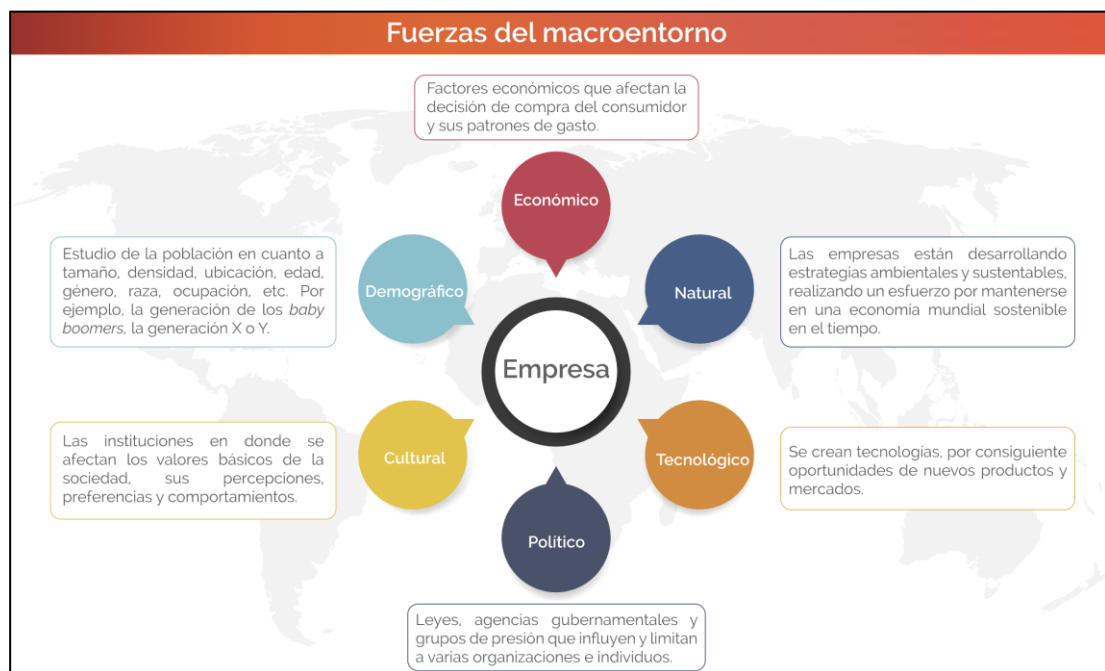 Fuerzas del macroentorno
Factores económicos que afectan la
decisión de compra del consumidor
y sus patrones de gasto.
Económico
Estudio de la población en cuanto a
tamaño, densidad, ubicación, edad,
género, raza, ocupación, etc. Por
ejemplo, la generación de los baby
boomers, la generación X o Y.
Demográfico
Natural
Las empresas están desarrollando
estrategias ambientales y sustentables,
realizando un esfuerzo por mantenerse
en una economía mundial sostenible
en el tiempo.
Empresa
Las instituciones en donde se
afectan los valores básicos de la
sociedad, sus percepciones,
preferencias y comportamientos.
Cultural
Tecnológico
Se crean tecnologías, por consiguiente
oportunidades de nuevos productos y
mercados.
Político
Leyes, agencias gubernamentales y
grupos de presión que influyen y limitan
a varias organizaciones e individuos.